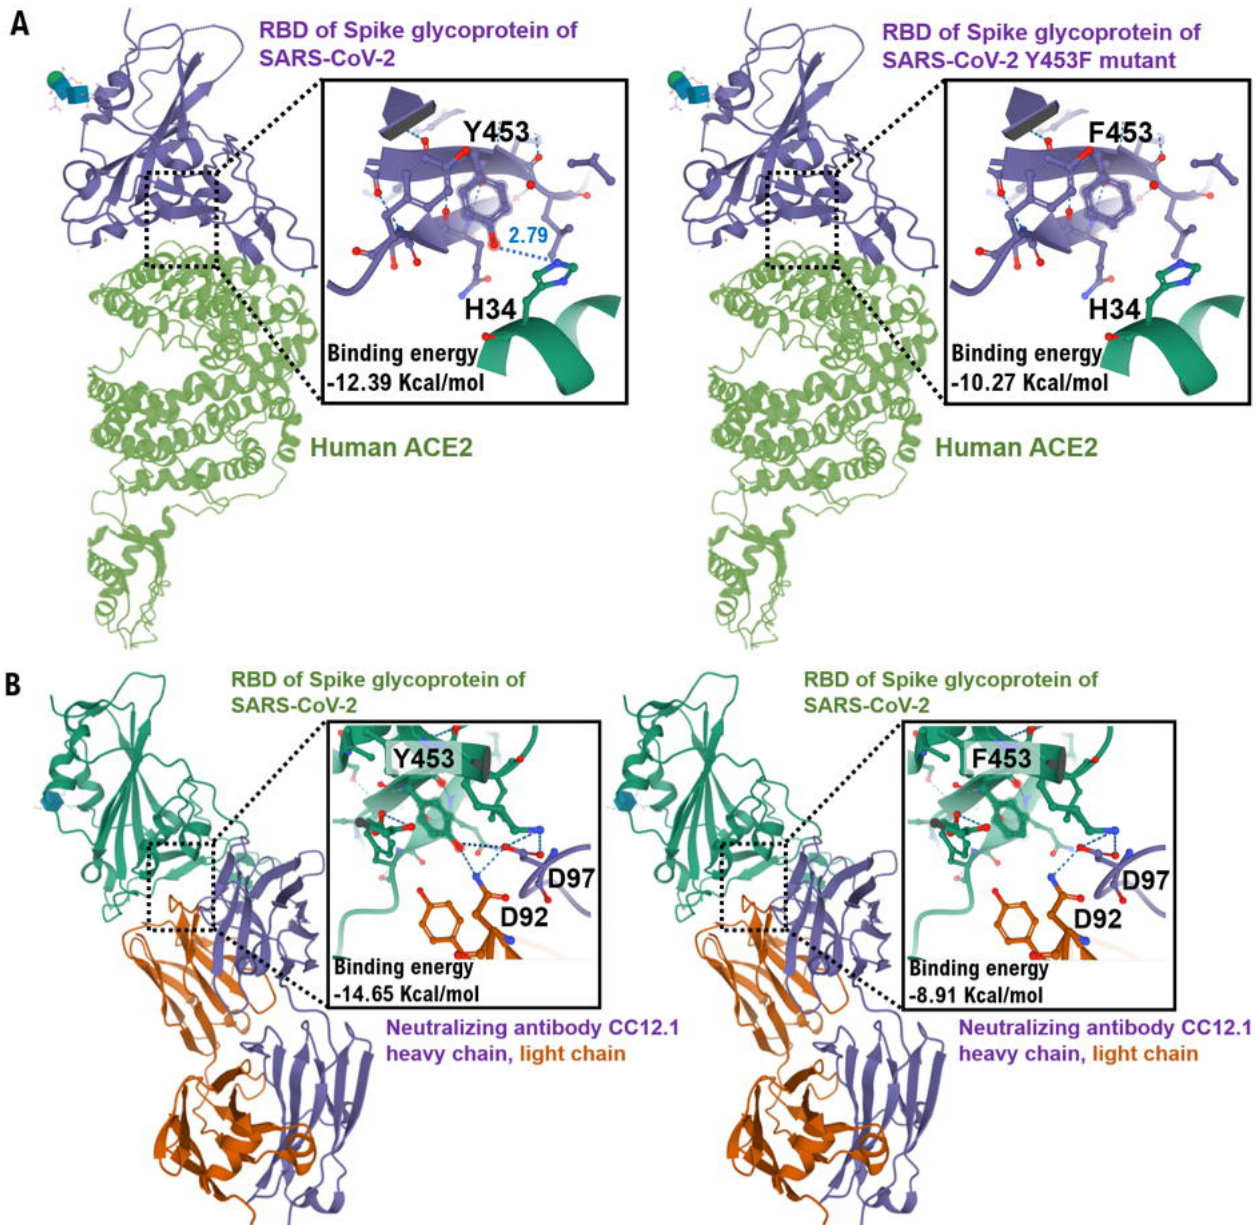 A
RBD of Spike glycoprotein of
SARS-CoV-2
Y453
2.79
H34
Binding energy
-12.39 Kcal/mol
Human ACE2
RBD of Spike glycoprotein of
SARS-CoV-2 Y453F mutant
F453
H34
Binding energy
-10.27 Kcal/mol
Human ACE2
B
RBD of Spike glycoprotein of
SARS-CoV-2
Y453
D97
D92
Binding energy
-14.65 Kcal/mol
Neutralizing antibody CC12.1
heavy chain, light chain
RBD of Spike glycoprotein of
SARS-CoV-2
F453
D97
D92
Binding energy
-8.91 Kcal/mol
Neutralizing antibody CC12.1
heavy chain, light chain